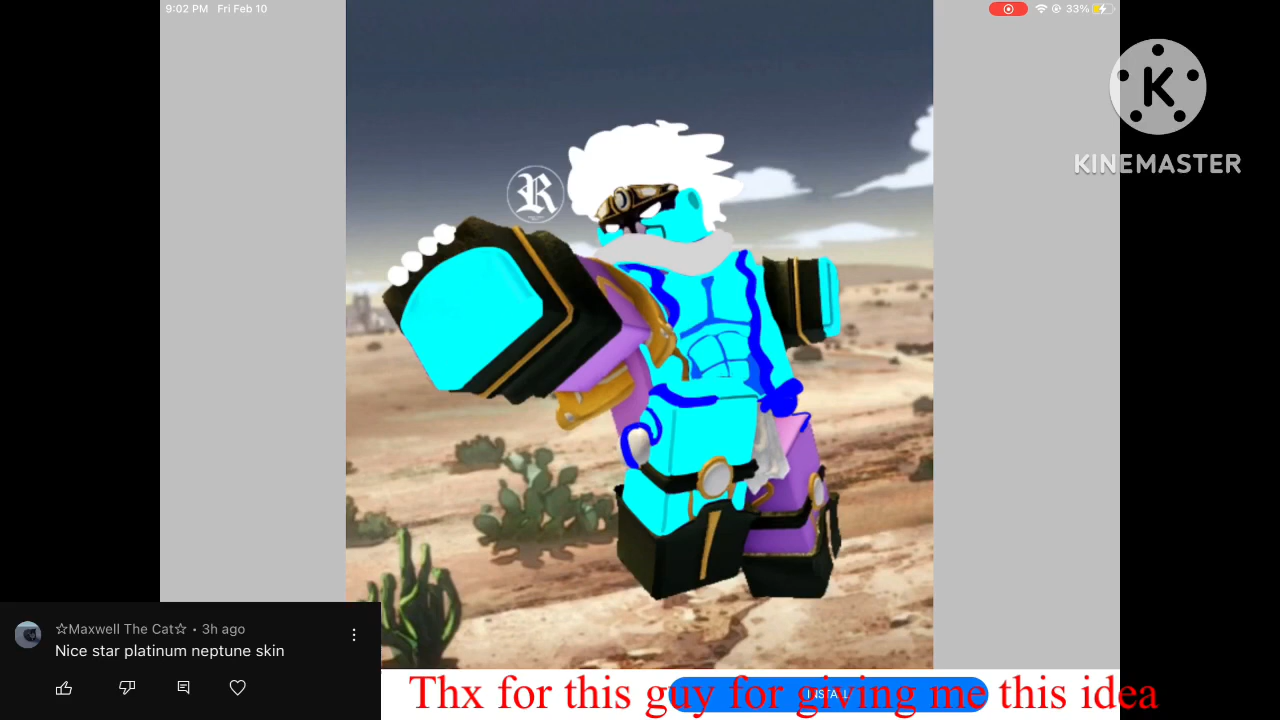 9:02 PM Fri Feb 10
33%
K
KINEMASTER
R
☆Maxwell The Cat☆ • 3h ago
Nice star platinum neptune skin
INSTALL
Thx for this guy for giving me this idea